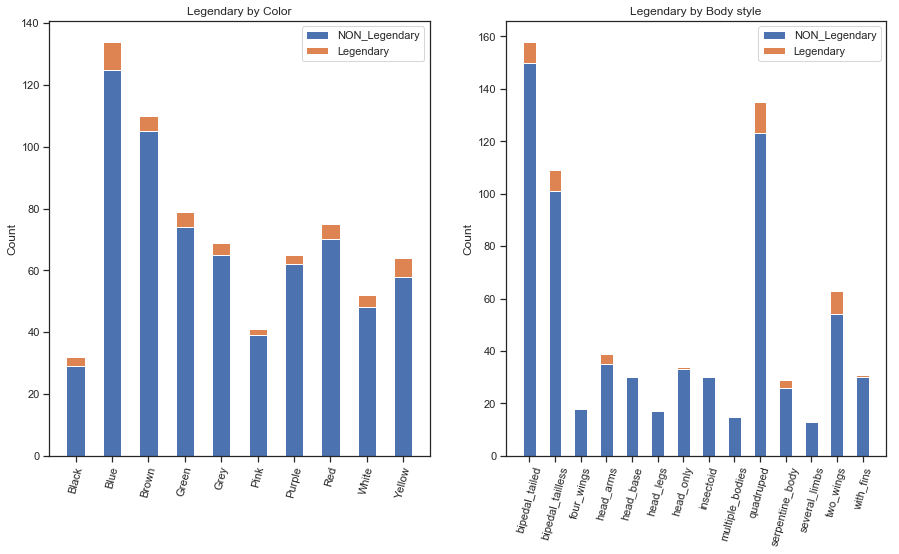 Legendary by Color
140
120
100
80
60
40
20
0
Count
NON_Legendary
Legendary
Black
Blue
Brown
Green
Grey
Pink
Purple
Red
White
Yellow
Legendary by Body style
160
140
120
100
80
60
40
20
0
Count
NON_Legendary
Legendary
bipedal_tailed
bipedal_tailless
four_wings
head_arms
head_base
head_legs
head_only
insectoid
multiple_bodies
quadruped
serpentine_body
several_limbs
two_wings
with_fins